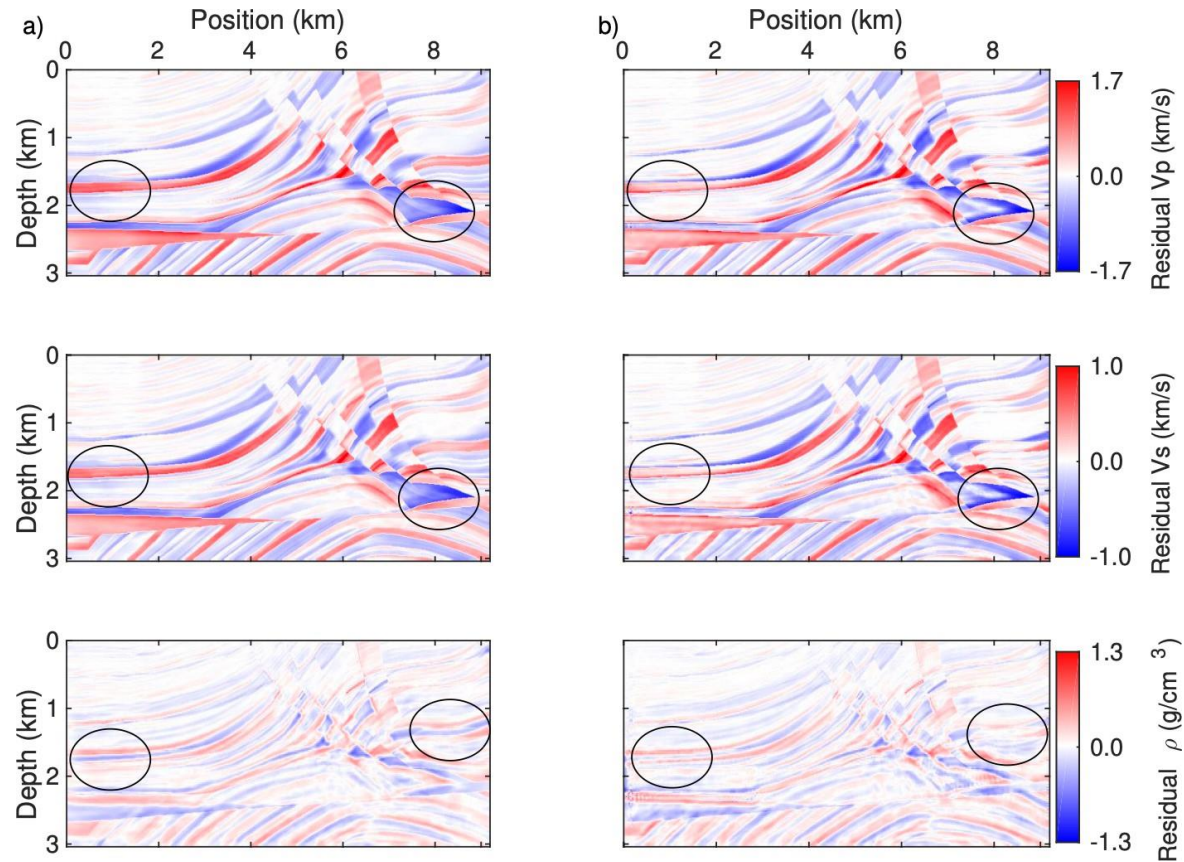 a) Position (km) b) Position (km)
0 2 4 6 8 0 2 4 6 8
0
1
2
3
Depth (km)
1.7
0.0
-1.7
Residual Vp (km/s)
0
1
2
3
Depth (km)
1.0
0.0
-1.0
Residual Vs (km/s)
0
1
2
3
Depth (km)
1.3
0.0
-1.3
Residual ρ (g/cm ³)